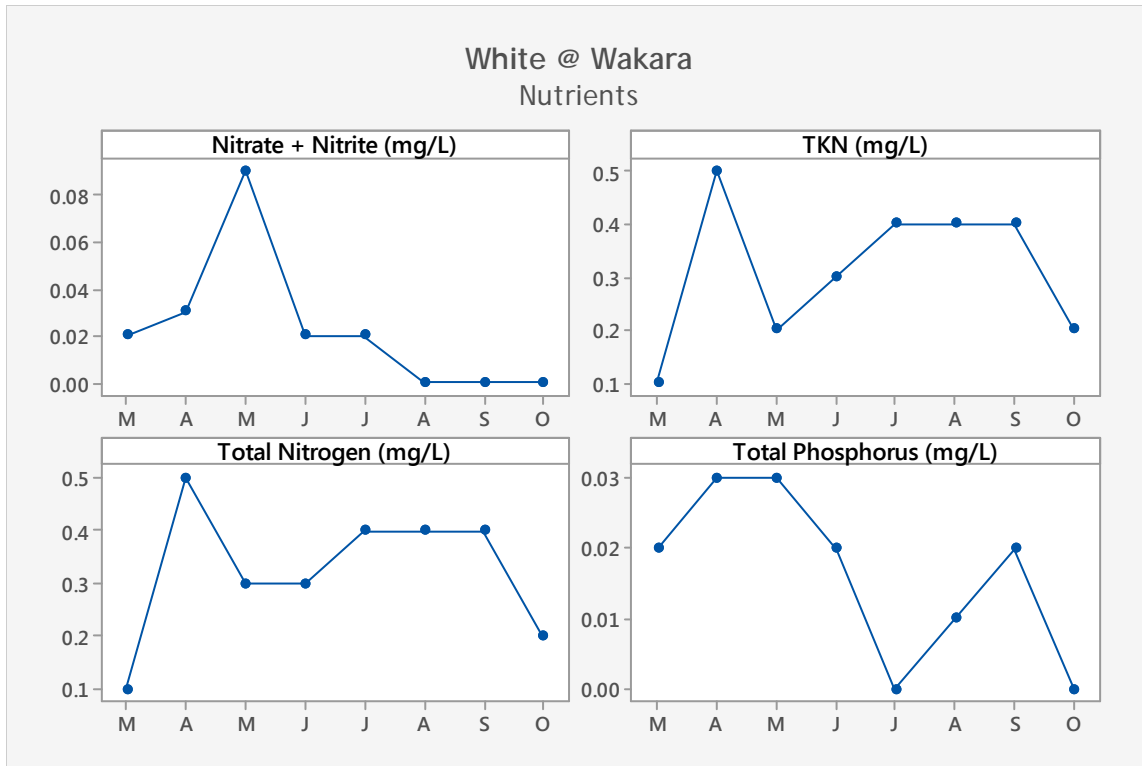 White @ Wakara
Nutrients
Nitrate + Nitrite (mg/L)
0.08
0.06
0.04
0.02
0.00
M A M J J A S O
TKN (mg/L)
0.5
0.4
0.3
0.2
0.1
M A M J J A S O
Total Nitrogen (mg/L)
0.5
0.4
0.3
0.2
0.1
M A M J J A S O
Total Phosphorus (mg/L)
0.03
0.02
0.01
0.00
M A M J J A S O